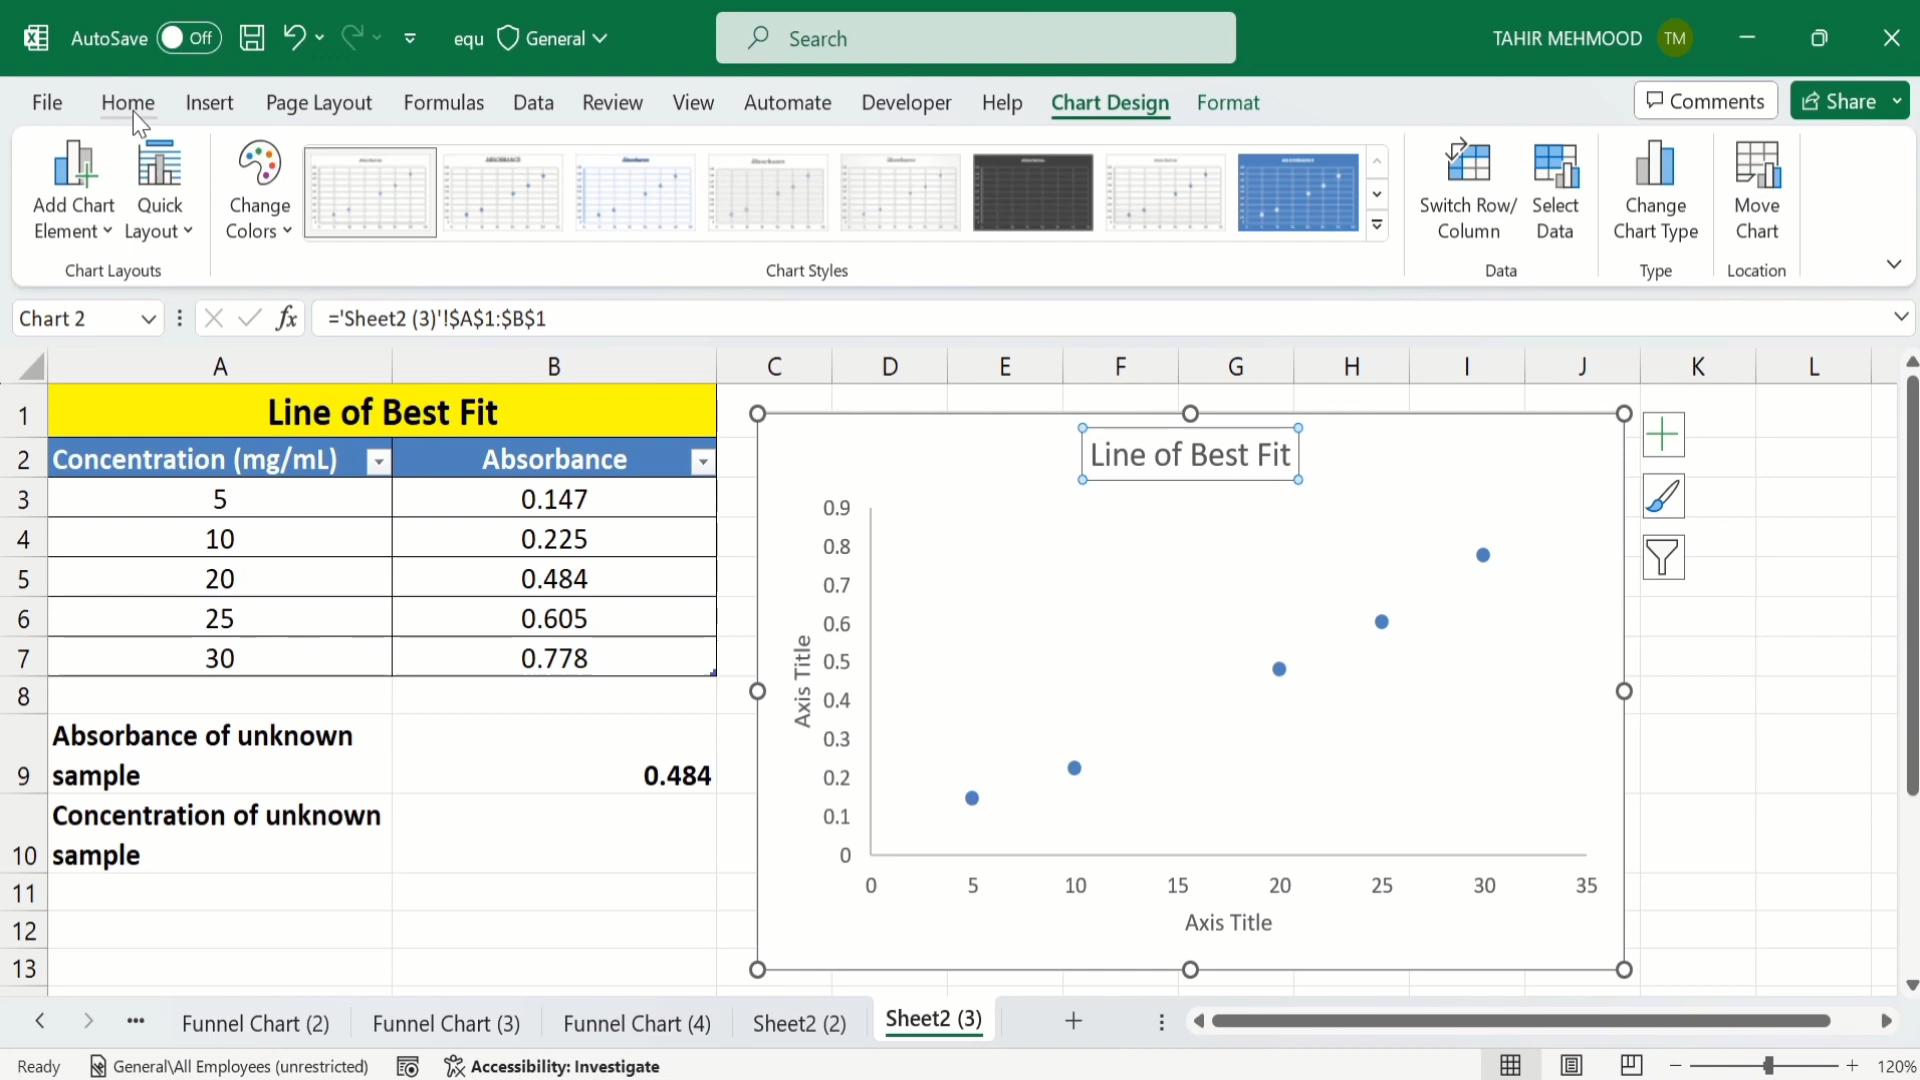 AutoSave Off equ General Search TAHIR MEHMOOD TM
File Home Insert Page Layout Formulas Data Review View Automate Developer Help Chart Design Format Comments Share
Add Chart Element
Quick Layout
Change Colors
Switch Row/ Column
Select Data
Change Chart Type
Move Chart
Chart Layouts Chart Styles Data Type Location
Chart 2 fx ='Sheet2 (3)'!$A$1:$B$1
A B C D E F G H I J K L
1 Line of Best Fit
2 Concentration (mg/mL) Absorbance
3 5 0.147
4 10 0.225
5 20 0.484
6 25 0.605
7 30 0.778
8
Absorbance of unknown
9 sample 0.484
Concentration of unknown
10 sample
11
12
13
Line of Best Fit
0.9
0.8
0.7
0.6
0.5
0.4
0.3
0.2
0.1
0
Axis Title
0 5 10 15 20 25 30 35
Axis Title
Funnel Chart (2) Funnel Chart (3) Funnel Chart (4) Sheet2 (2) Sheet2 (3)
Ready General\All Employees (unrestricted) Accessibility: Investigate 120%